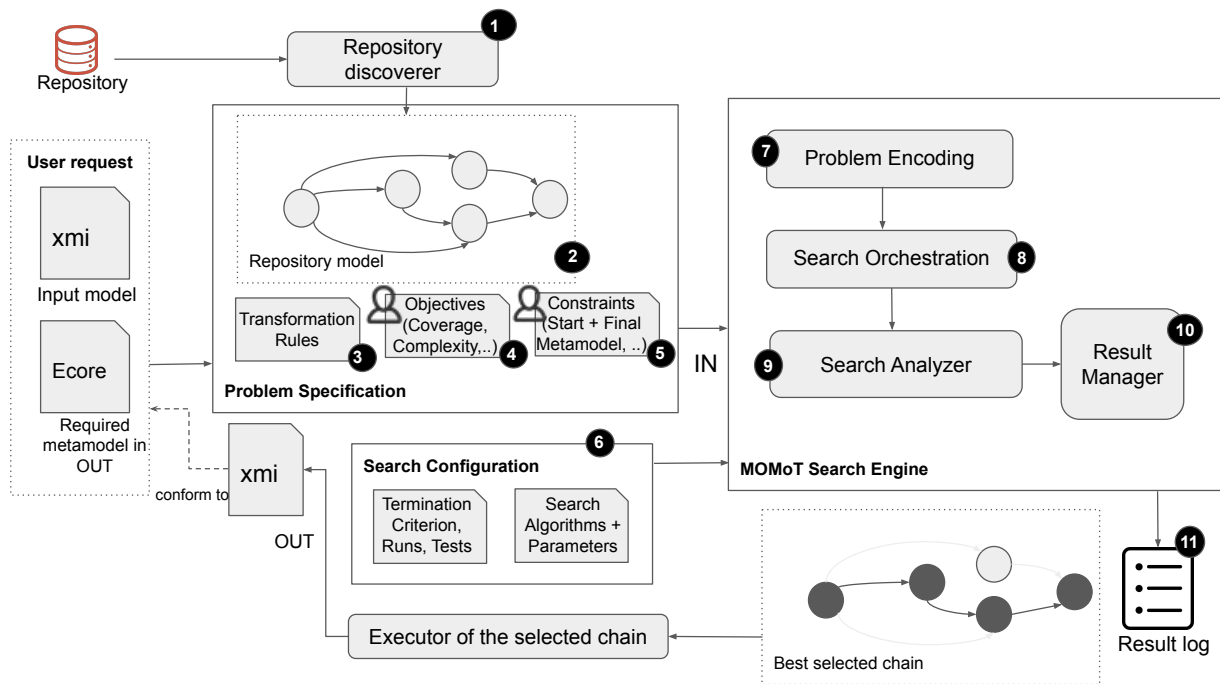 1
Repository
discoverer
Repository
User request
xmi
Input model
Ecore
Required
metamodel in
OUT
Repository model
2
Transformation
Rules
3
Objectives
(Coverage,
Complexity,..)
4
Constraints
(Start + Final
Metamodel, ..)
5
Problem Specification
IN
7
Problem Encoding
Search Orchestration
8
9
Search Analyzer
10
Result
Manager
MOMoT Search Engine
6
Search Configuration
Termination
Criterion,
Runs, Tests
Search
Algorithms +
Parameters
xmi
conform to
OUT
Executor of the selected chain
Best selected chain
11
Result log